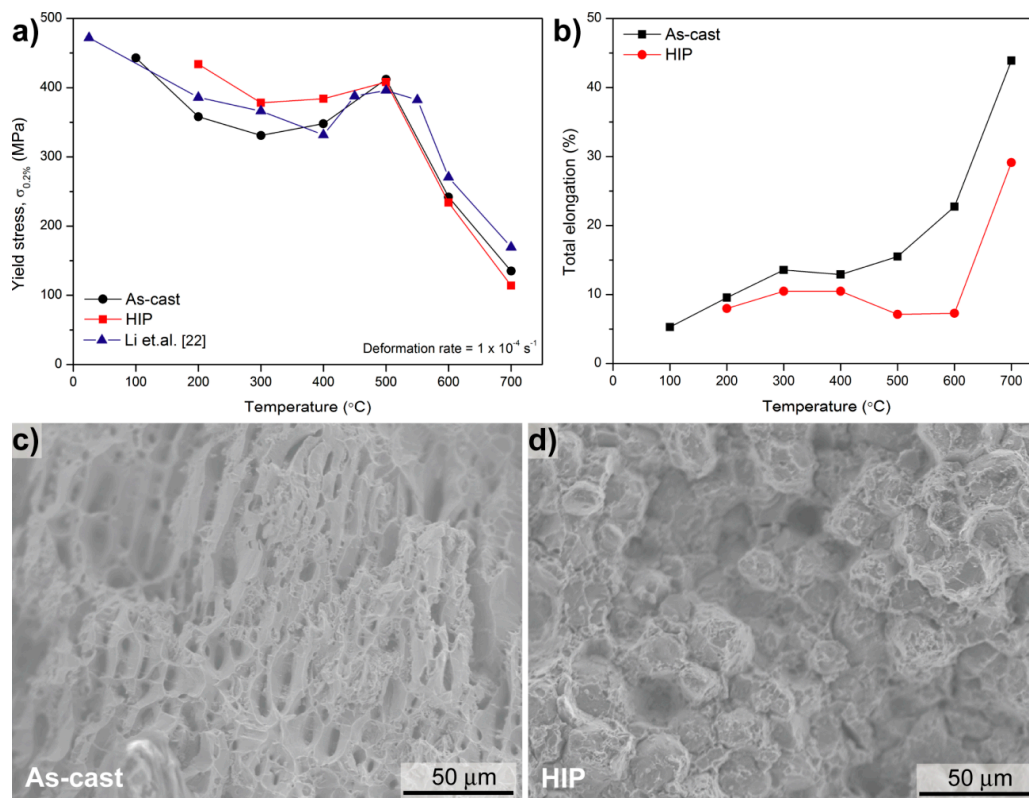 a)
500
400
300
200
100
0
Yield stress, σ0.2% (MPa)
As-cast
HIP
Li et.al. [22]
Deformation rate = 1 x 10-4 s-1
0 100 200 300 400 500 600 700
Temperature (°C)
b)
50
40
30
20
10
0
Total elongation (%)
As-cast
HIP
0 100 200 300 400 500 600 700
Temperature (°C)
c)
As-cast
50 μm
d)
HIP
50 μm